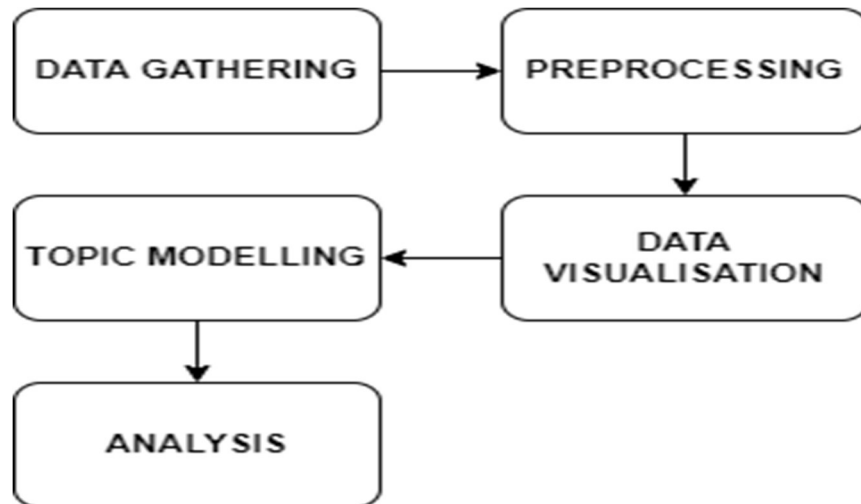 DATA GATHERING
PREPROCESSING
DATA
VISUALISATION
TOPIC MODELLING
ANALYSIS